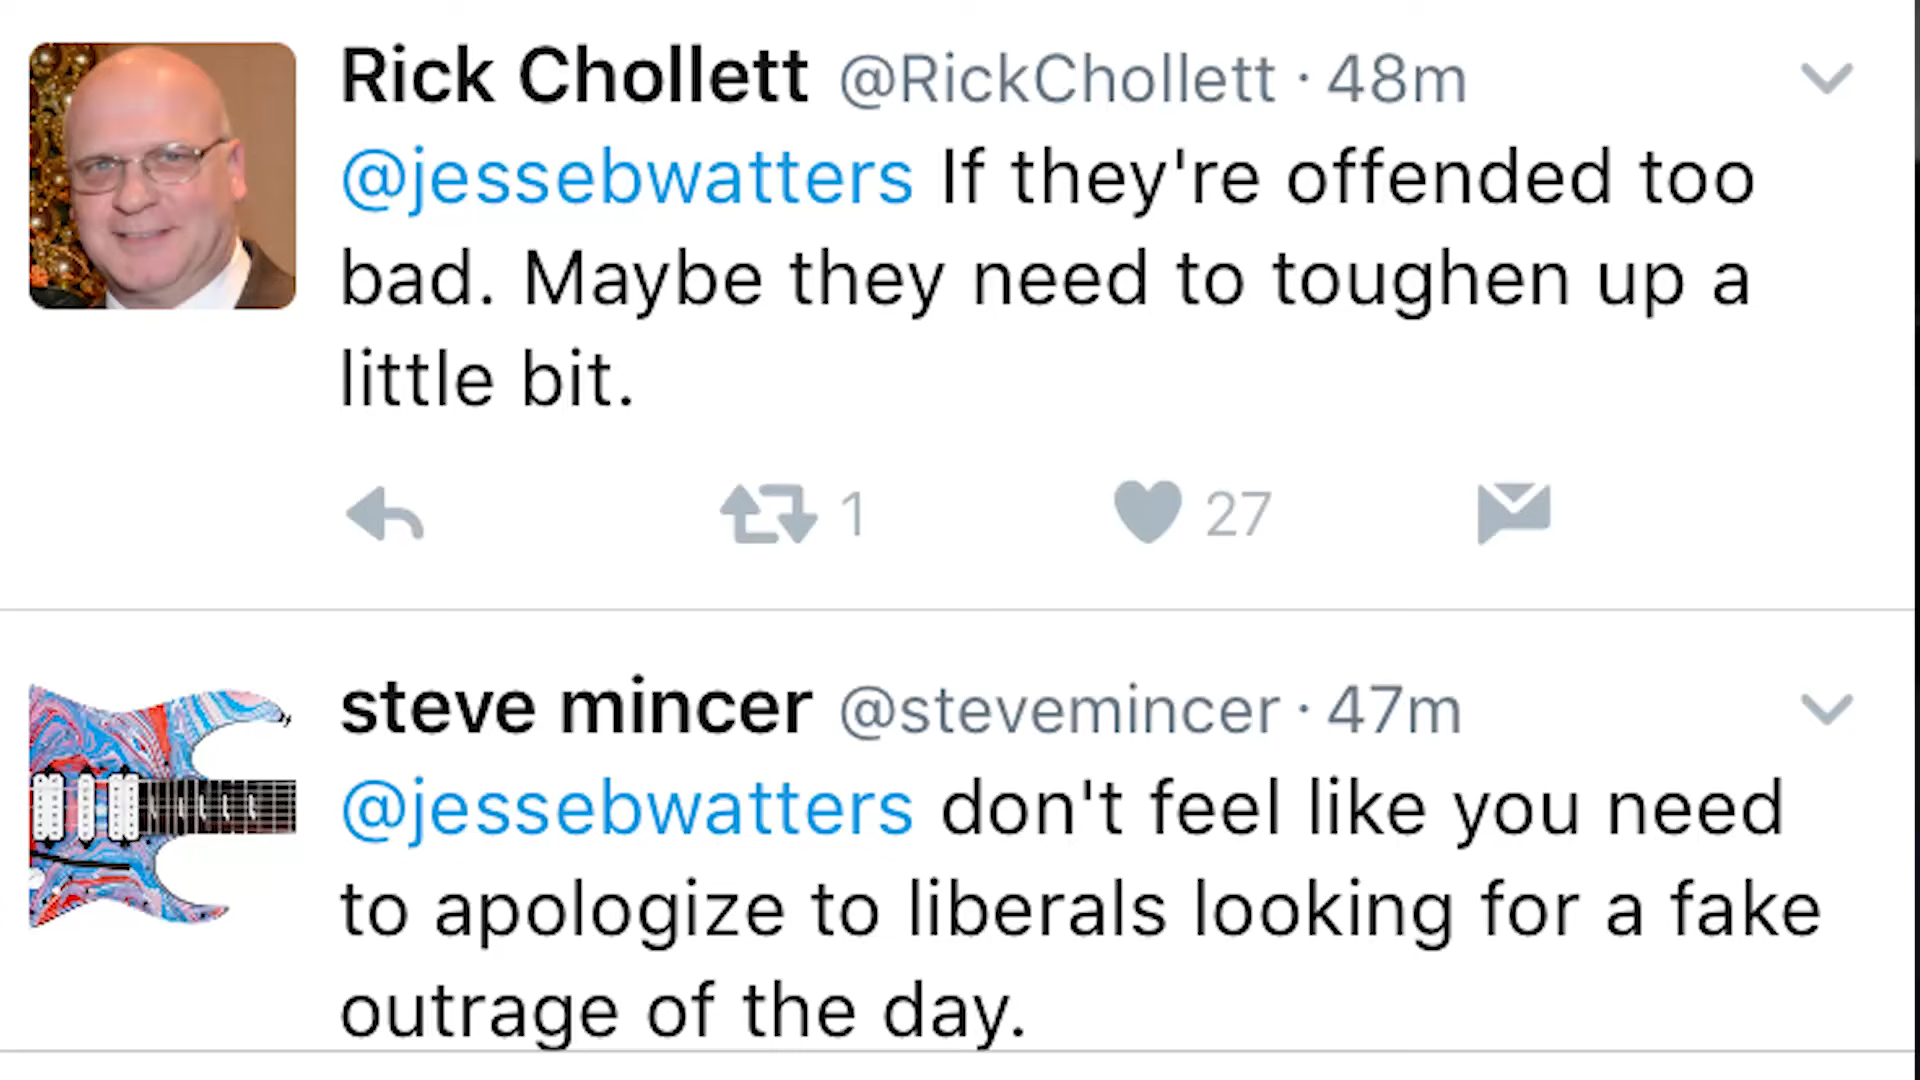 Rick Chollett @RickChollett · 48m
@jessebwatters If they're offended too
bad. Maybe they need to toughen up a
little bit.
1 27
steve mincer @stevemincer · 47m
@jessebwatters don't feel like you need
to apologize to liberals looking for a fake
outrage of the day.